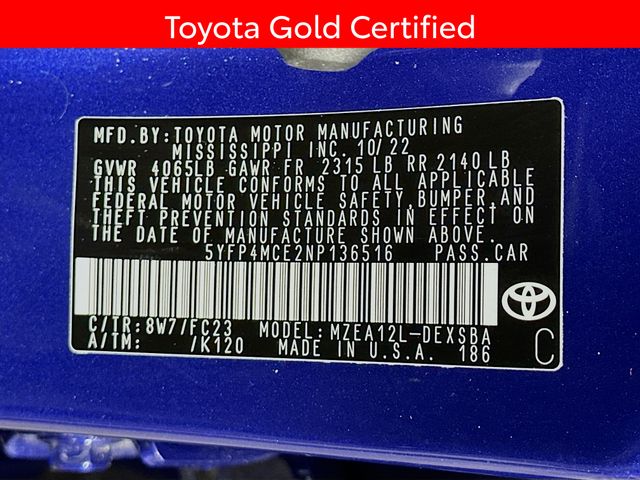 Toyota Gold Certified
MFD.BY:TOYOTA MOTOR MANUFACTURING
MISSISSIPPI INC. 10/22
GVWR 4065LB GAWR FR 2315 LB RR 2140 LB
THIS VEHICLE CONFORMS TO ALL APPLICABLE
FEDERAL MOTOR VEHICLE SAFETY,BUMPER,AND
THEFT PREVENTION STANDARDS IN EFFECT ON
THE DATE OF MANUFACTURE SHOWN ABOVE.
5YFP4MCE2NP136516 PASS.CAR
C/TR:8W7/FC23 MODEL:MZEA12L-DEXSBA
A/TM: /K120 MADE IN U.S.A. 186 C